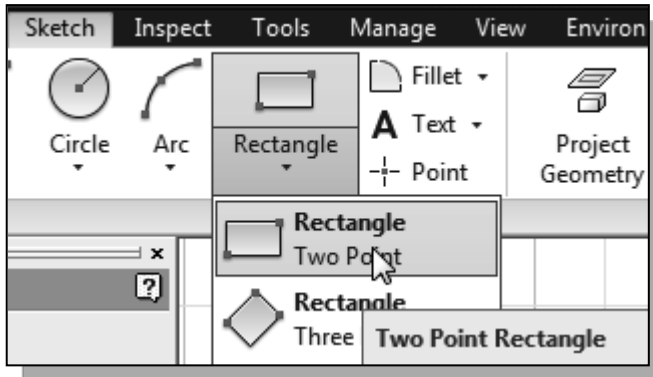 Sketch Inspect Tools Manage View Environ
Circle
Arc
Rectangle
Fillet
A Text
Point
Project
Geometry
Rectangle
Two Point
Rectangle
Three
Two Point Rectangle
?